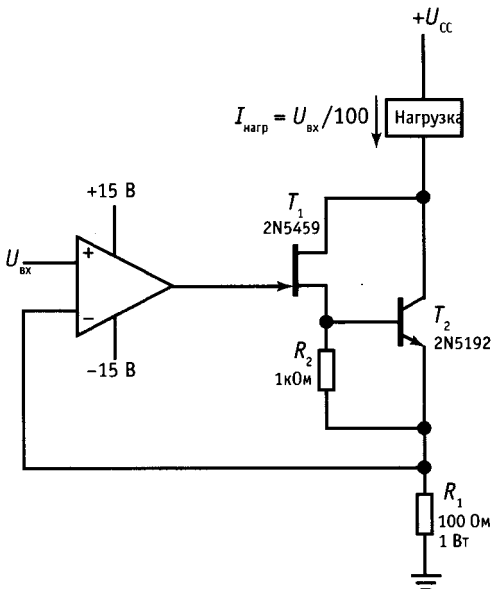 +U_CC
I_нагр = U_вх/100
Нагрузка
+15 В
T_1
2N5459
U_вх
+
−
−15 В
T_2
2N5192
R_2
1кОм
R_1
100 Ом
1 Вт